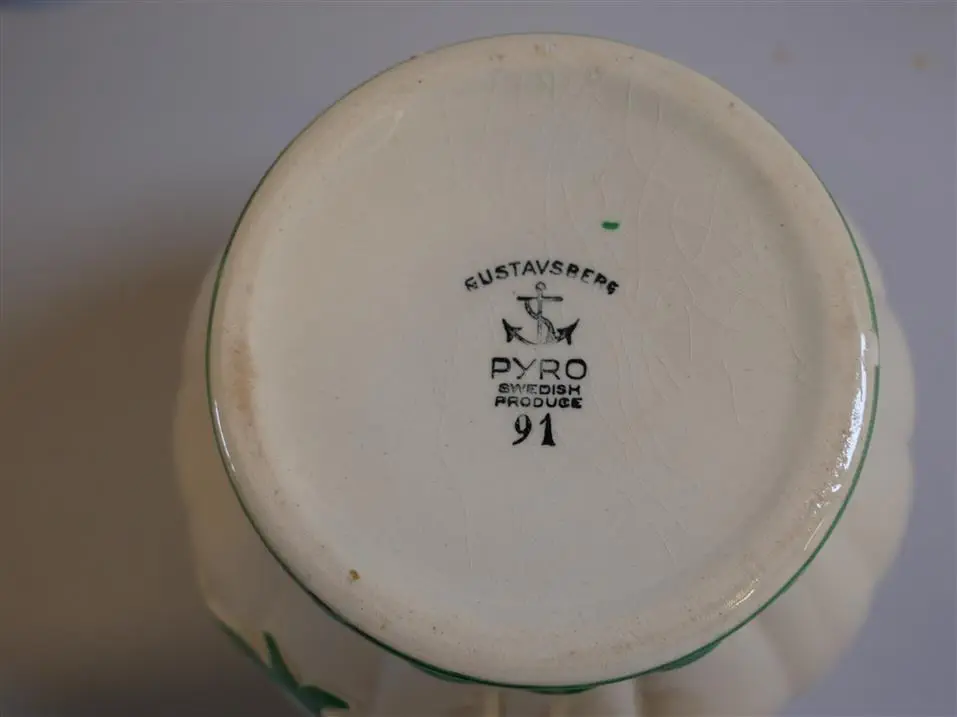 GUSTAVSBERG
PYRO
SWEDISH
PRODUCE
91